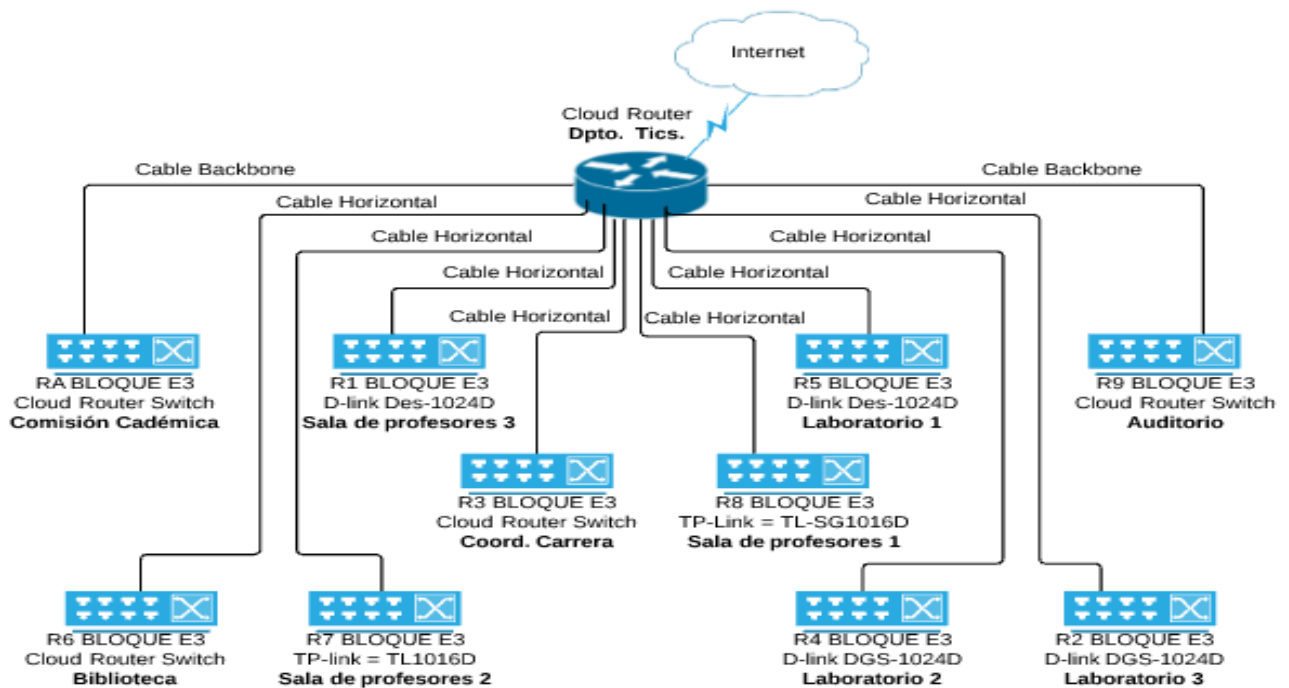 Internet
Cloud Router
Dpto. Tics.
Cable Backbone
Cable Backbone
Cable Horizontal
Cable Horizontal
Cable Horizontal
Cable Horizontal
Cable Horizontal
Cable Horizontal
Cable Horizontal
Cable Horizontal
RA BLOQUE E3
Cloud Router Switch
Comisión Cadémica
R1 BLOQUE E3
D-link Des-1024D
Sala de profesores 3
R5 BLOQUE E3
D-link Des-1024D
Laboratorio 1
R9 BLOQUE E3
Cloud Router Switch
Auditorio
R3 BLOQUE E3
Cloud Router Switch
Coord. Carrera
R8 BLOQUE E3
TP-Link = TL-SG1016D
Sala de profesores 1
R6 BLOQUE E3
Cloud Router Switch
Biblioteca
R7 BLOQUE E3
TP-link = TL1016D
Sala de profesores 2
R4 BLOQUE E3
D-link DGS-1024D
Laboratorio 2
R2 BLOQUE E3
D-link DGS-1024D
Laboratorio 3